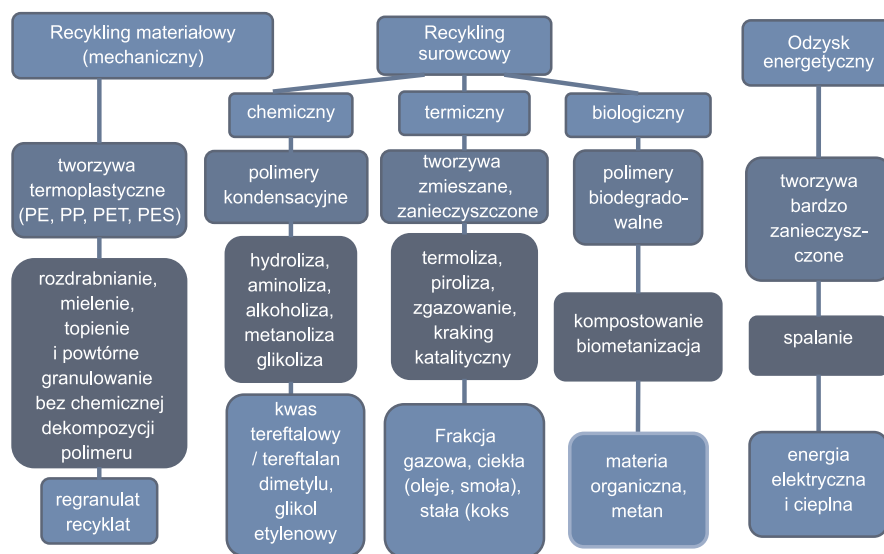 Recykling materiałowy
(mechaniczny)
tworzywa
termoplastyczne
(PE, PP, PET, PES)
rozdrabnianie,
mielenie,
topienie
i powtórne
granulowanie
bez chemicznej
dekompozycji
polimeru
regranulat
recyklat
Recykling
surowcowy
chemiczny
polimery
kondensacyjne
hydroliza,
aminoliza,
alkoholiza,
metanoliza
glikoliza
kwas
tereftalowy
/ tereftalan
dimetylu,
glikol
etylenowy
termiczny
tworzywa
zmieszane,
zanieczyszczone
termoliza,
piroliza,
zgazowanie,
kraking
katalityczny
Frakcja
gazowa, ciekła
(oleje, smoła),
stała (koks
biologiczny
polimery
biodegrado-
walne
kompostowanie
biometanizacja
materia
organiczna,
metan
Odzysk
energetyczny
tworzywa
bardzo
zanieczysz-
czone
spalanie
energia
elektryczna
i cieplna